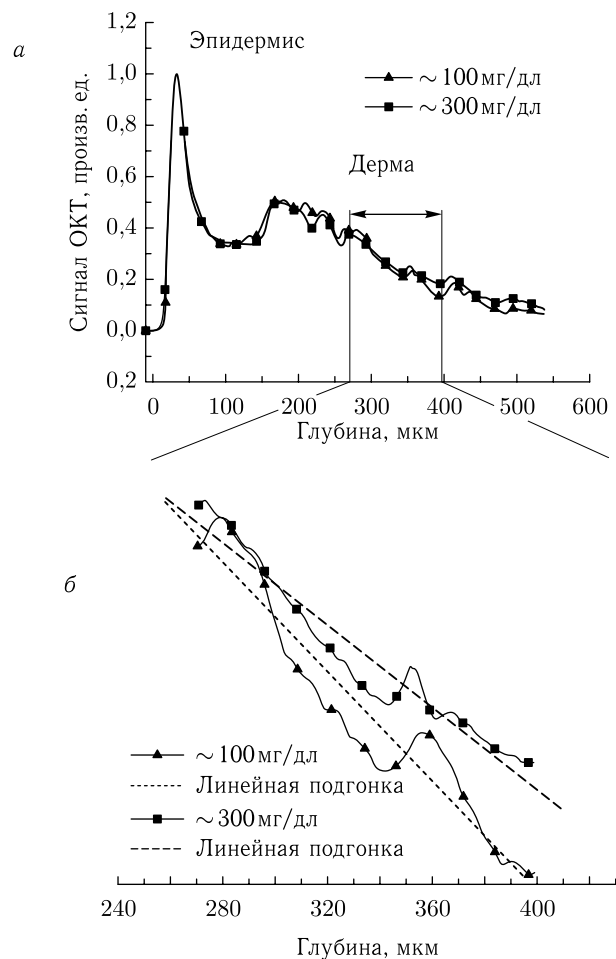 а
Сигнал ОКТ, произв. ед.
1,2
1,0
0,8
0,6
0,4
0,2
0,0
0,2
Эпидермис
~100 мг/дл
~300 мг/дл
Дерма
0 100 200 300 400 500 600
Глубина, мкм
б
~100 мг/дл
Линейная подгонка
~300 мг/дл
Линейная подгонка
240 280 320 360 400
Глубина, мкм